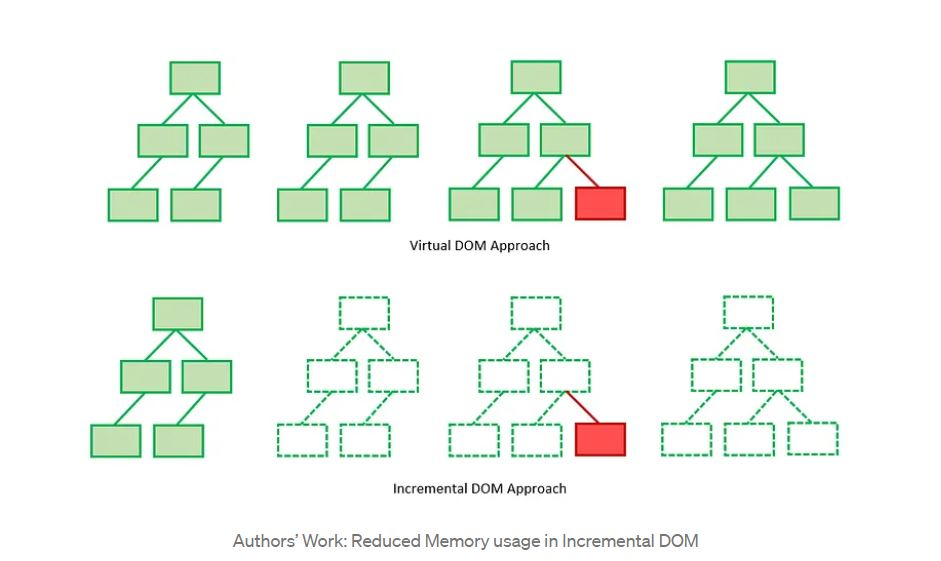 Virtual DOM Approach
Incremental DOM Approach
Authors’ Work: Reduced Memory usage in Incremental DOM